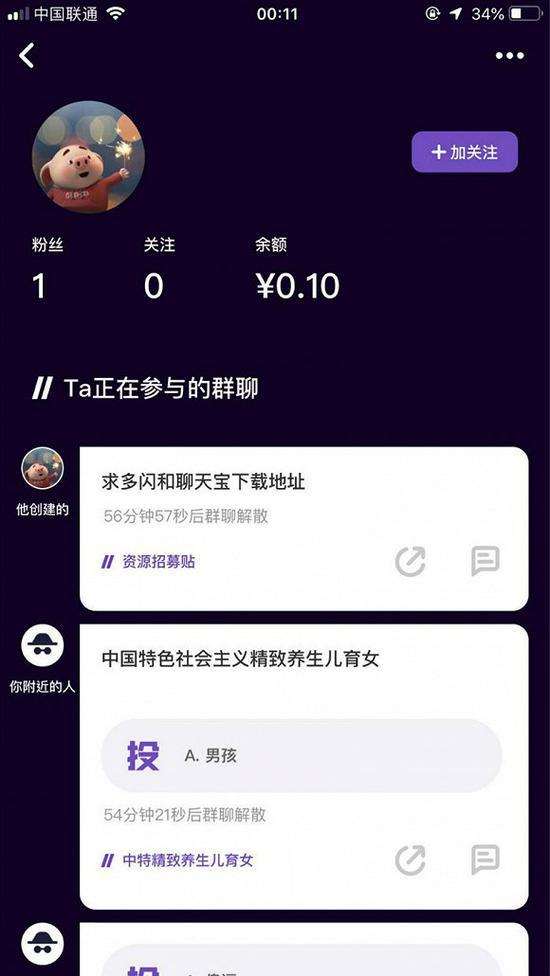 中国联通
00:11
34%
加关注
粉丝
关注
余额
1
0
¥0.10
Ta正在参与的群聊
求多闪和聊天宝下载地址
他创建的
56分钟57秒后群聊解散
资源招募贴
中国特色社会主义精致养生儿育女
你附近的人
投
A. 男孩
54分钟21秒后群聊解散
中特精致养生儿育女
投